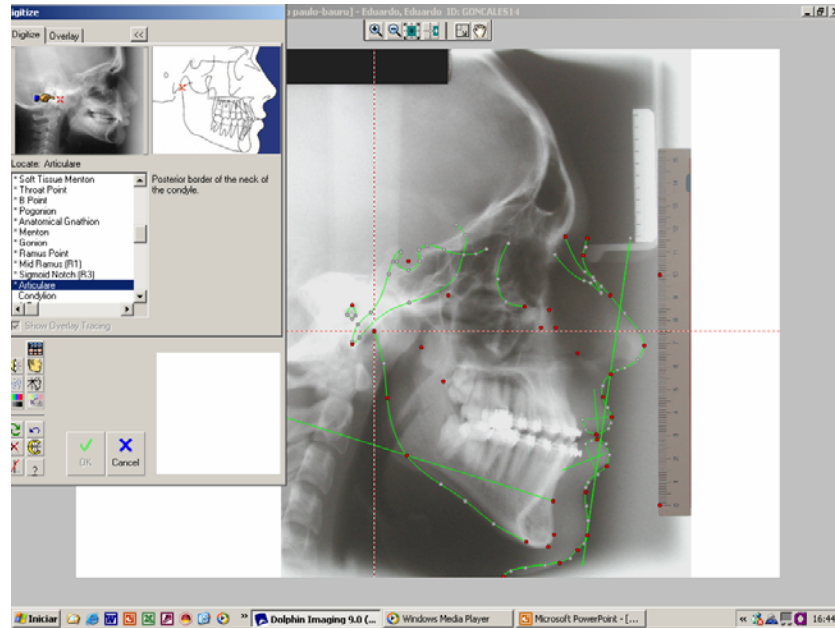 Digitize
o paulo-bauru] - Eduardo, Eduardo ID: GONCALES14
Digitize
Overlay
<<
Locate: Articulare
* Soft Tissue Menton
* Throat Point
* B Point
* Pogonion
* Anatomical Gnathion
* Menton
* Gonion
* Ramus Point
* Mid Ramus (R1)
* Sigmoid Notch (R3)
* Articulare
Condylion
Posterior border of the neck of
the condyle.
Show Overlay Tracing
OK
Cancel
Iniciar
»
Dolphin Imaging 9.0 (...
Windows Media Player
Microsoft PowerPoint - [...
«
16:44